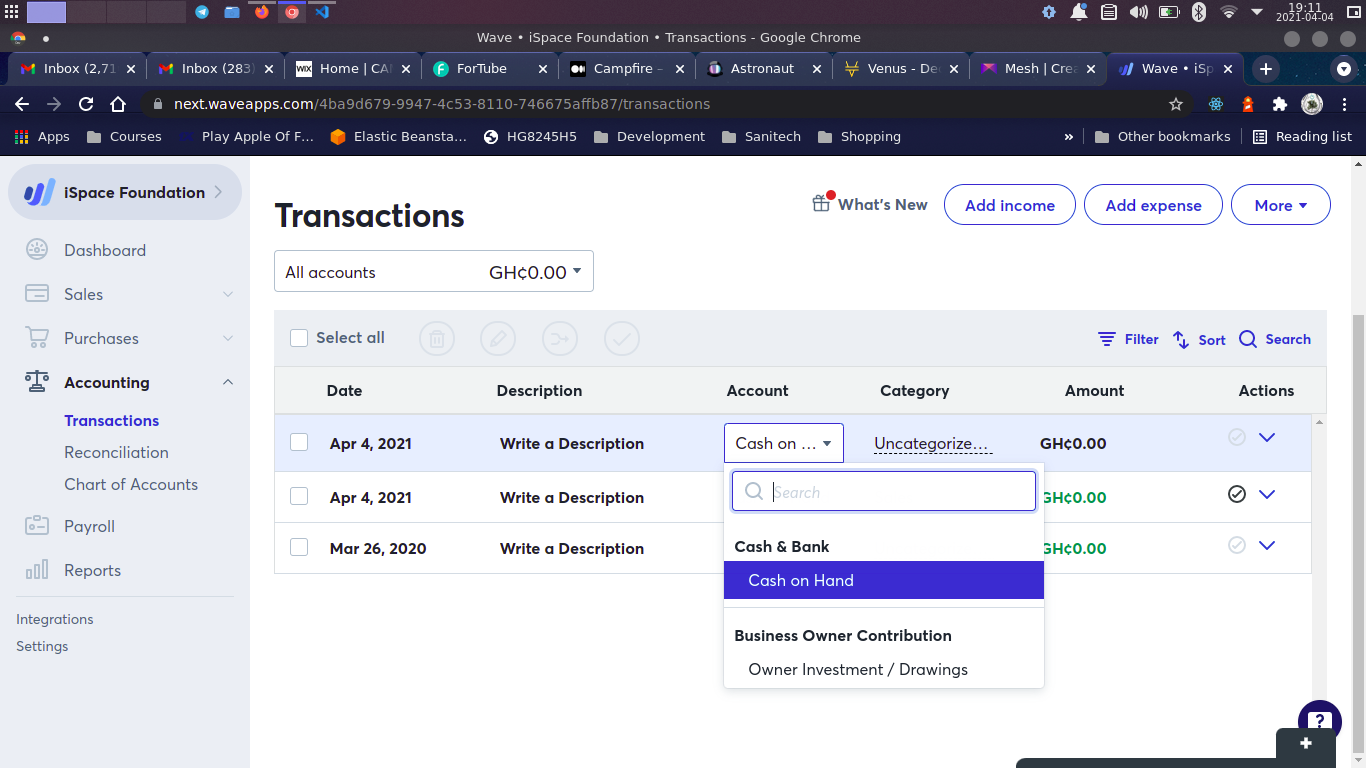 19:11
2021-04-04
Wave • iSpace Foundation • Transactions - Google Chrome
Inbox (2,71 Inbox (283) Home | CAN ForTube Campfire – Astronaut Venus - Dec Mesh | Crea Wave • iSp
next.waveapps.com/4ba9d679-9947-4c53-8110-746675affb87/transactions
Apps Courses Play Apple Of F… Elastic Beansta… HG8245H5 Development Sanitech Shopping » Other bookmarks Reading list
iSpace Foundation
Dashboard
Sales
Purchases
Accounting
Transactions
Reconciliation
Chart of Accounts
Payroll
Reports
Integrations
Settings
Transactions
What's New Add income Add expense More
All accounts GH¢0.00
Select all Filter Sort Search
Date Description Account Category Amount Actions
Apr 4, 2021 Write a Description Cash on ... Uncategorize... GH¢0.00
Apr 4, 2021 Write a Description GH¢0.00
Mar 26, 2020 Write a Description GH¢0.00
Search
Cash & Bank
Cash on Hand
Business Owner Contribution
Owner Investment / Drawings
?
+